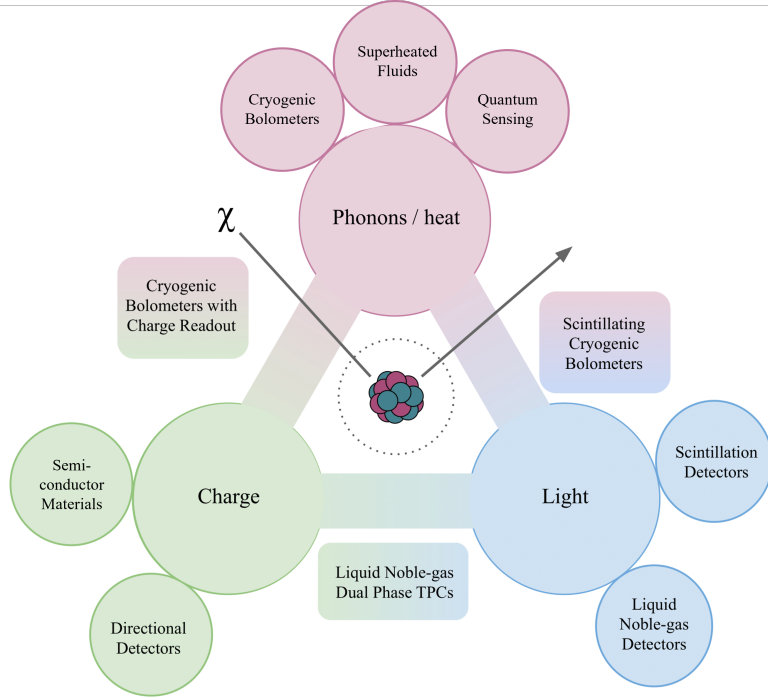 Superheated
Fluids
Cryogenic
Bolometers
Quantum
Sensing
Phonons / heat
χ
Cryogenic
Bolometers with
Charge Readout
Scintillating
Cryogenic
Bolometers
Semi-
conductor
Materials
Charge
Light
Scintillation
Detectors
Liquid Noble-gas
Dual Phase TPCs
Directional
Detectors
Liquid
Noble-gas
Detectors